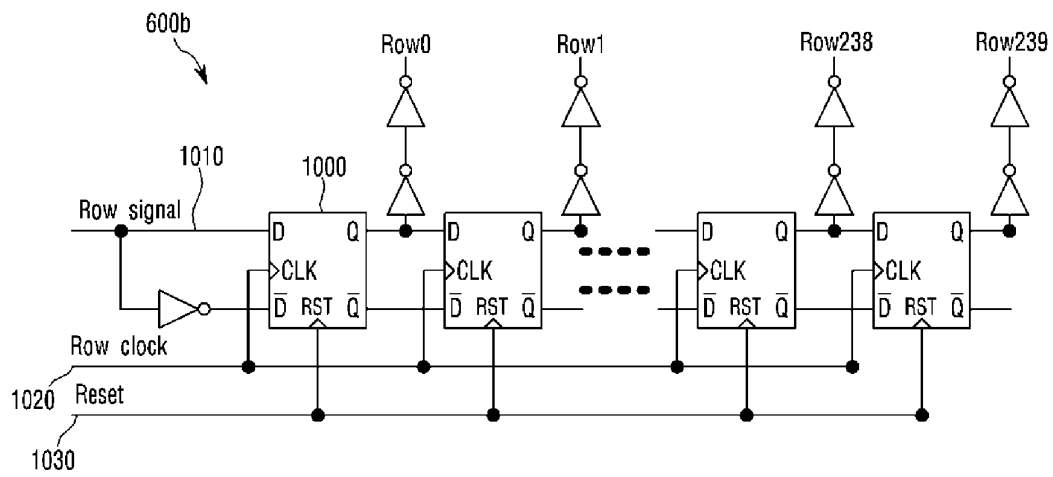 600b
Row0 Row1 Row238 Row239
1010 1000
Row signal
D Q D Q D Q D Q
CLK CLK CLK CLK
D̅ RST Q̅ D̅ RST Q̅ D̅ RST Q̅ D̅ RST Q̅
Row clock
1020 Reset
1030